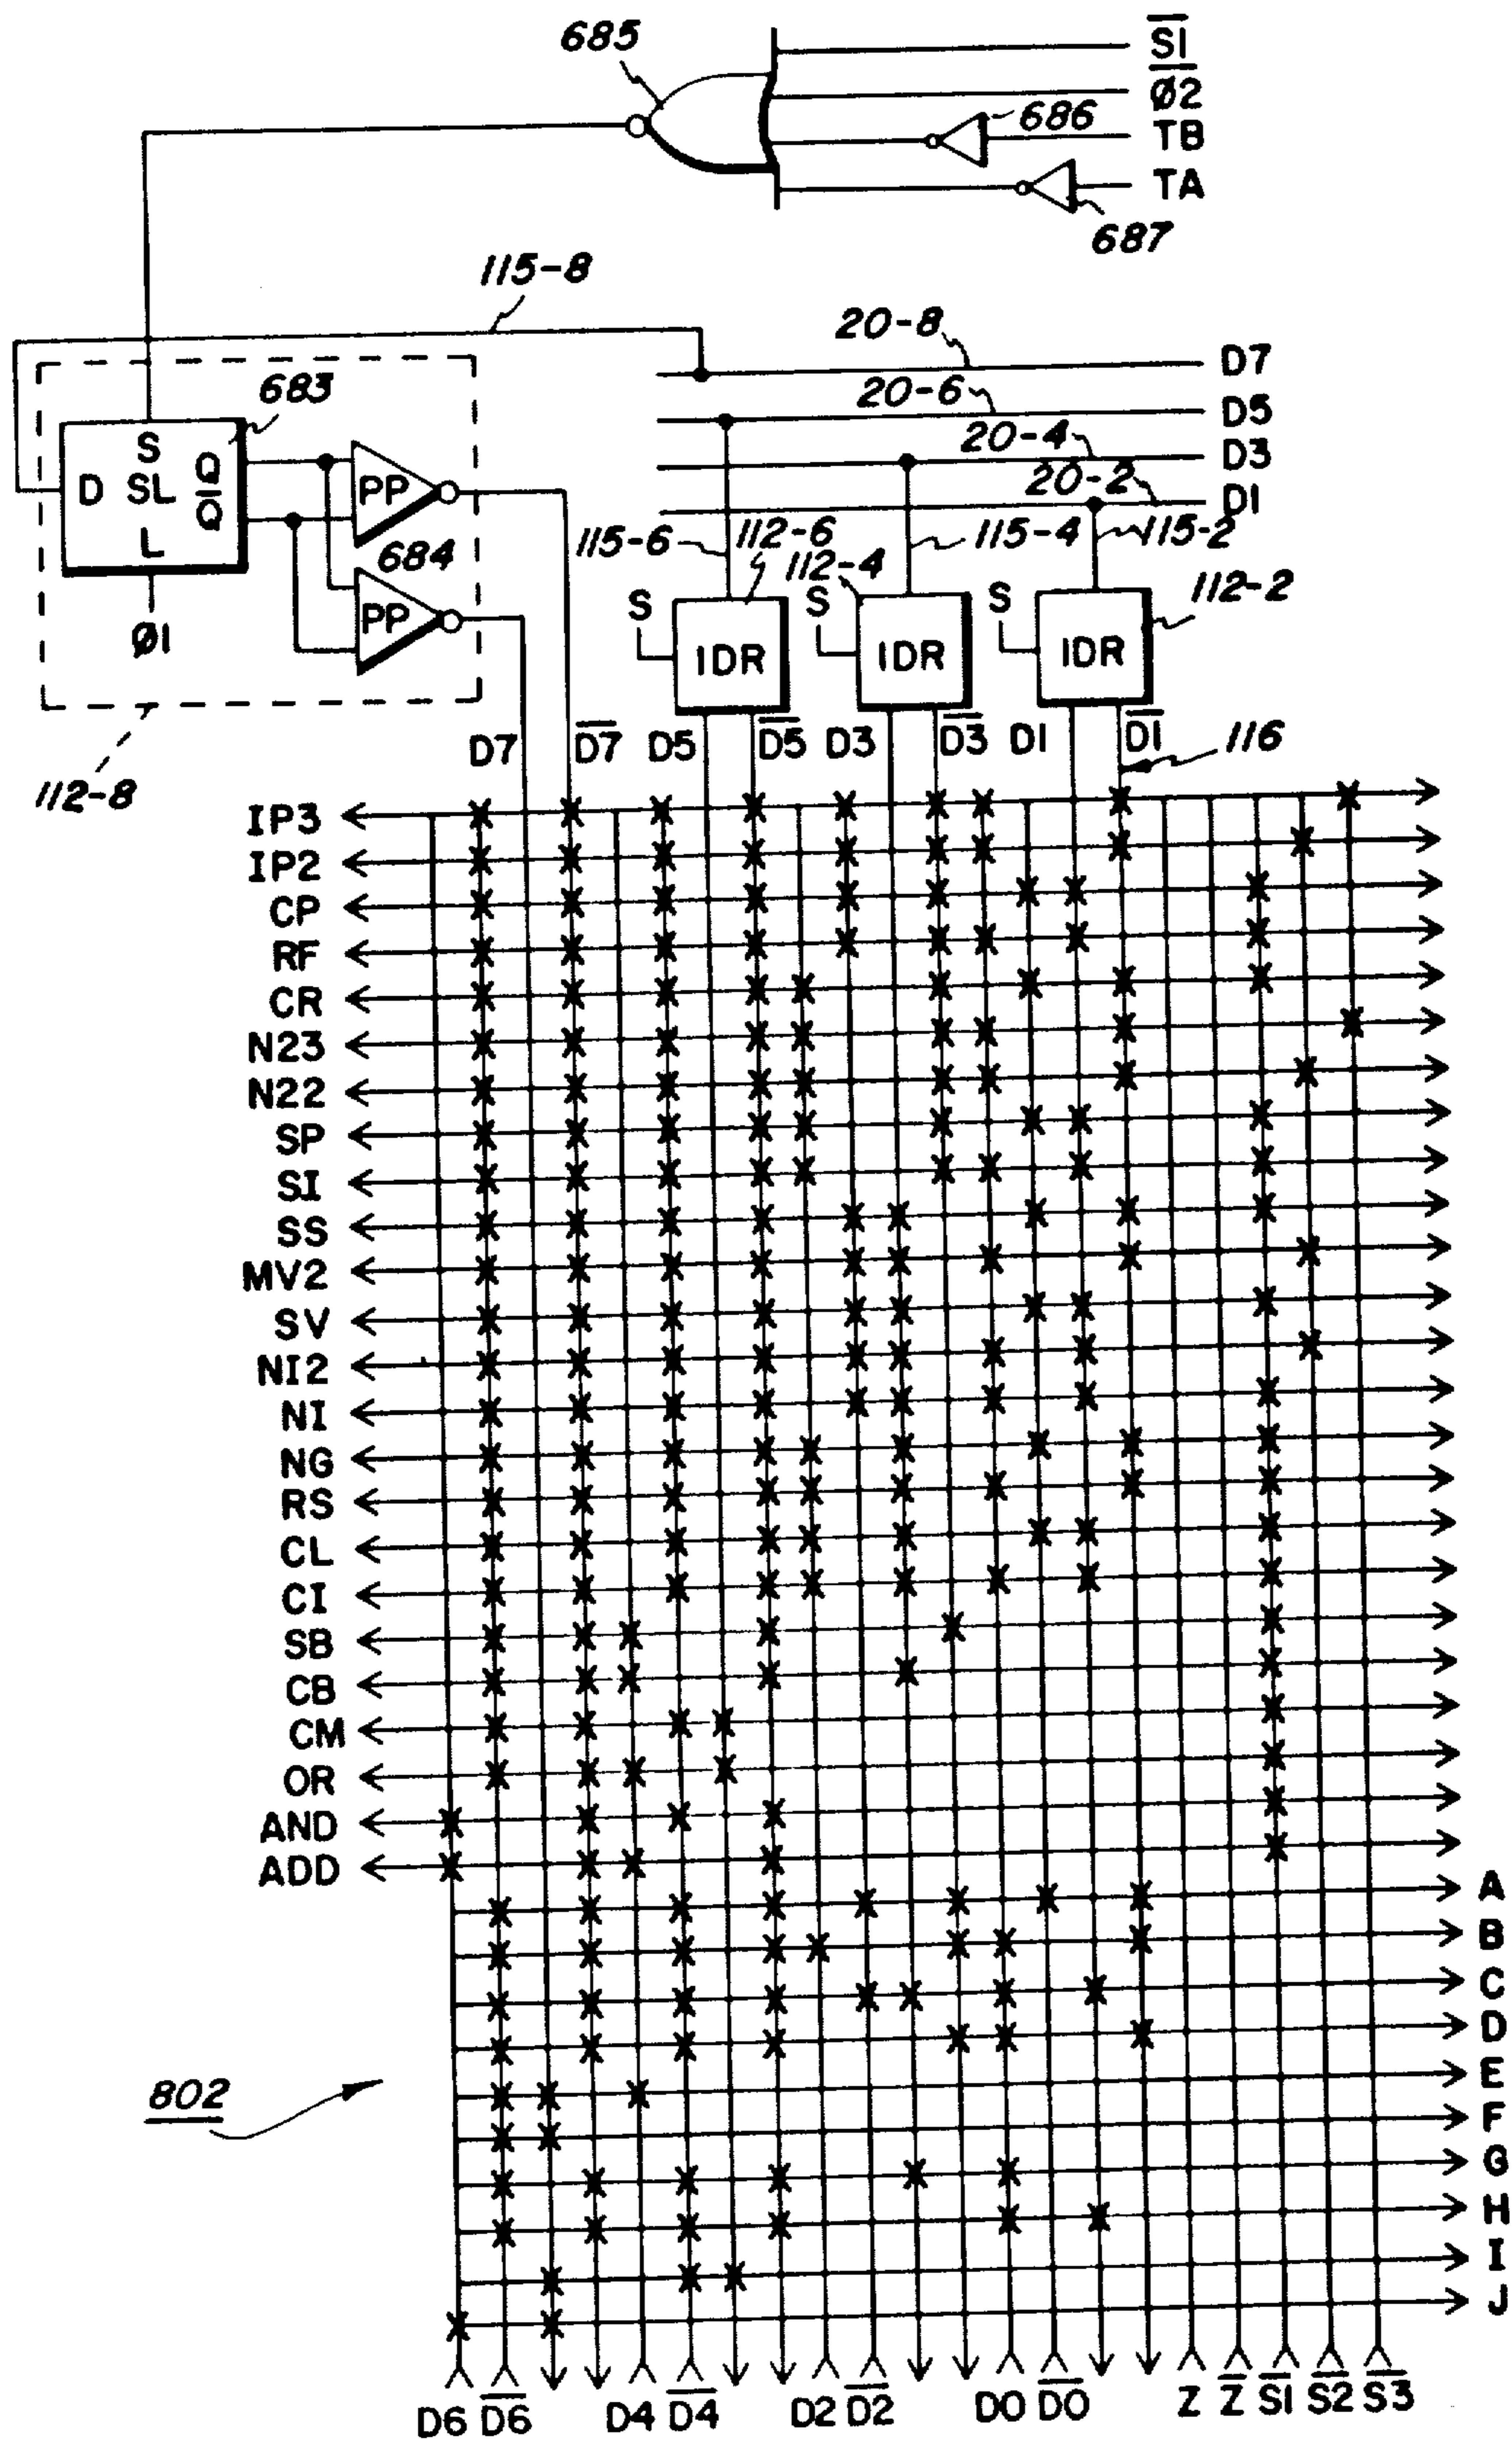 685
S̅1̅
Ø̅2̅
686
TB
TA
687
115-8
20-8
D7
20-6
D5
20-4
D3
20-2
D1
683
S
D SL Q
Q̅
L
PP
684
PP
Ø1
112-8
115-6
112-6
112-4
115-4
115-2
112-2
S
IDR
S
IDR
S
IDR
D7 D̅7̅ D5 D̅5̅ D3 D̅3̅ D1 D̅1̅
116
IP3
IP2
CP
RF
CR
N23
N22
SP
SI
SS
MV2
SV
NI2
NI
NG
RS
CL
CI
SB
CB
CM
OR
AND
ADD
A
B
C
D
E
F
G
H
I
J
802
D6 D̅6̅ D4 D̅4̅ D2 D̅2̅ D0 D̅0̅ Z Z̅ S̅1̅ S̅2̅ S̅3̅